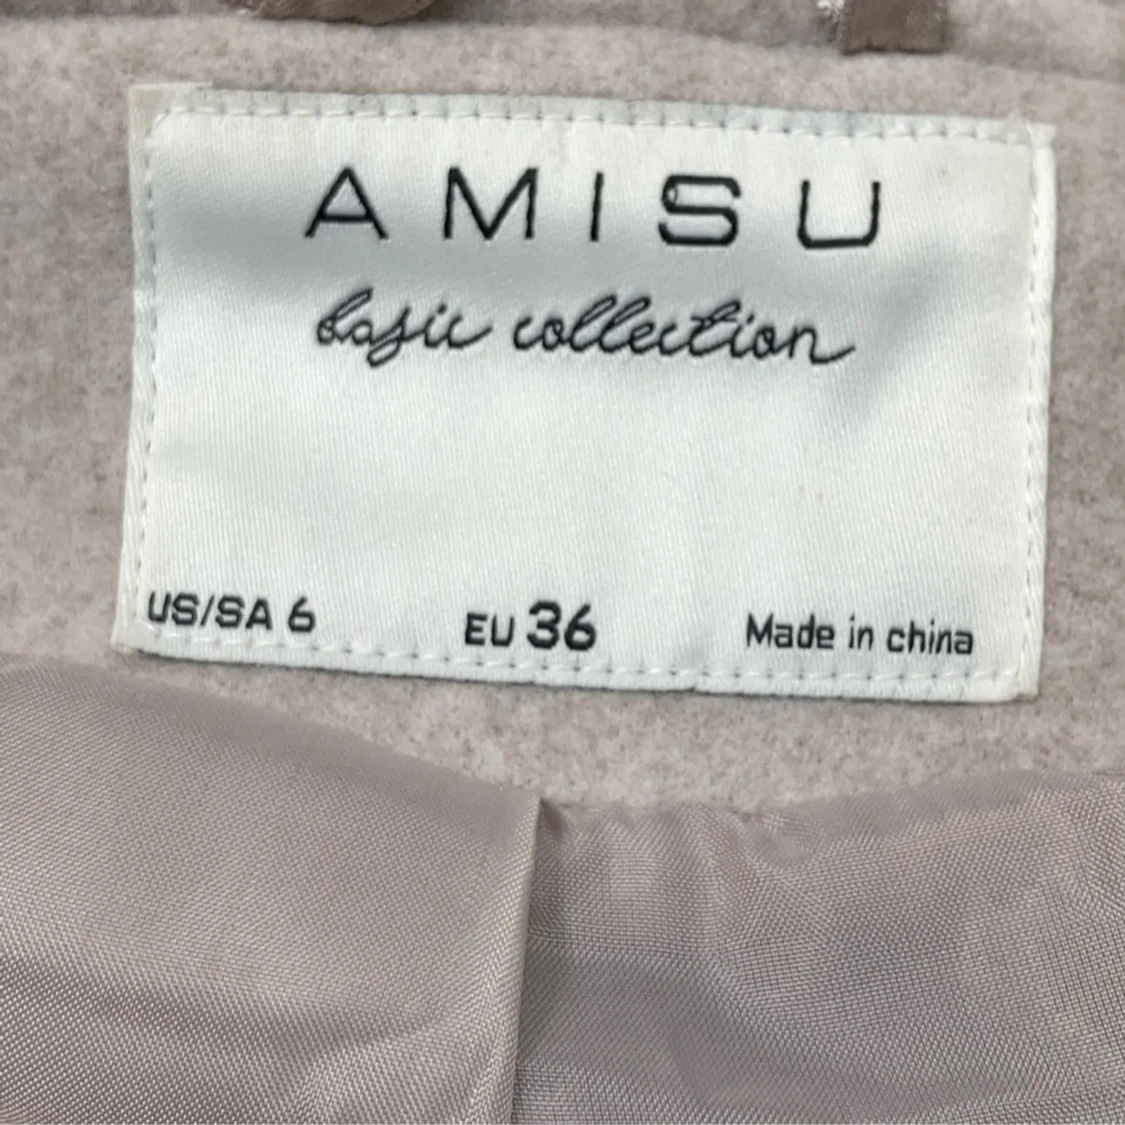 AMISU
basic collection
US/SA 6 EU 36 Made in china